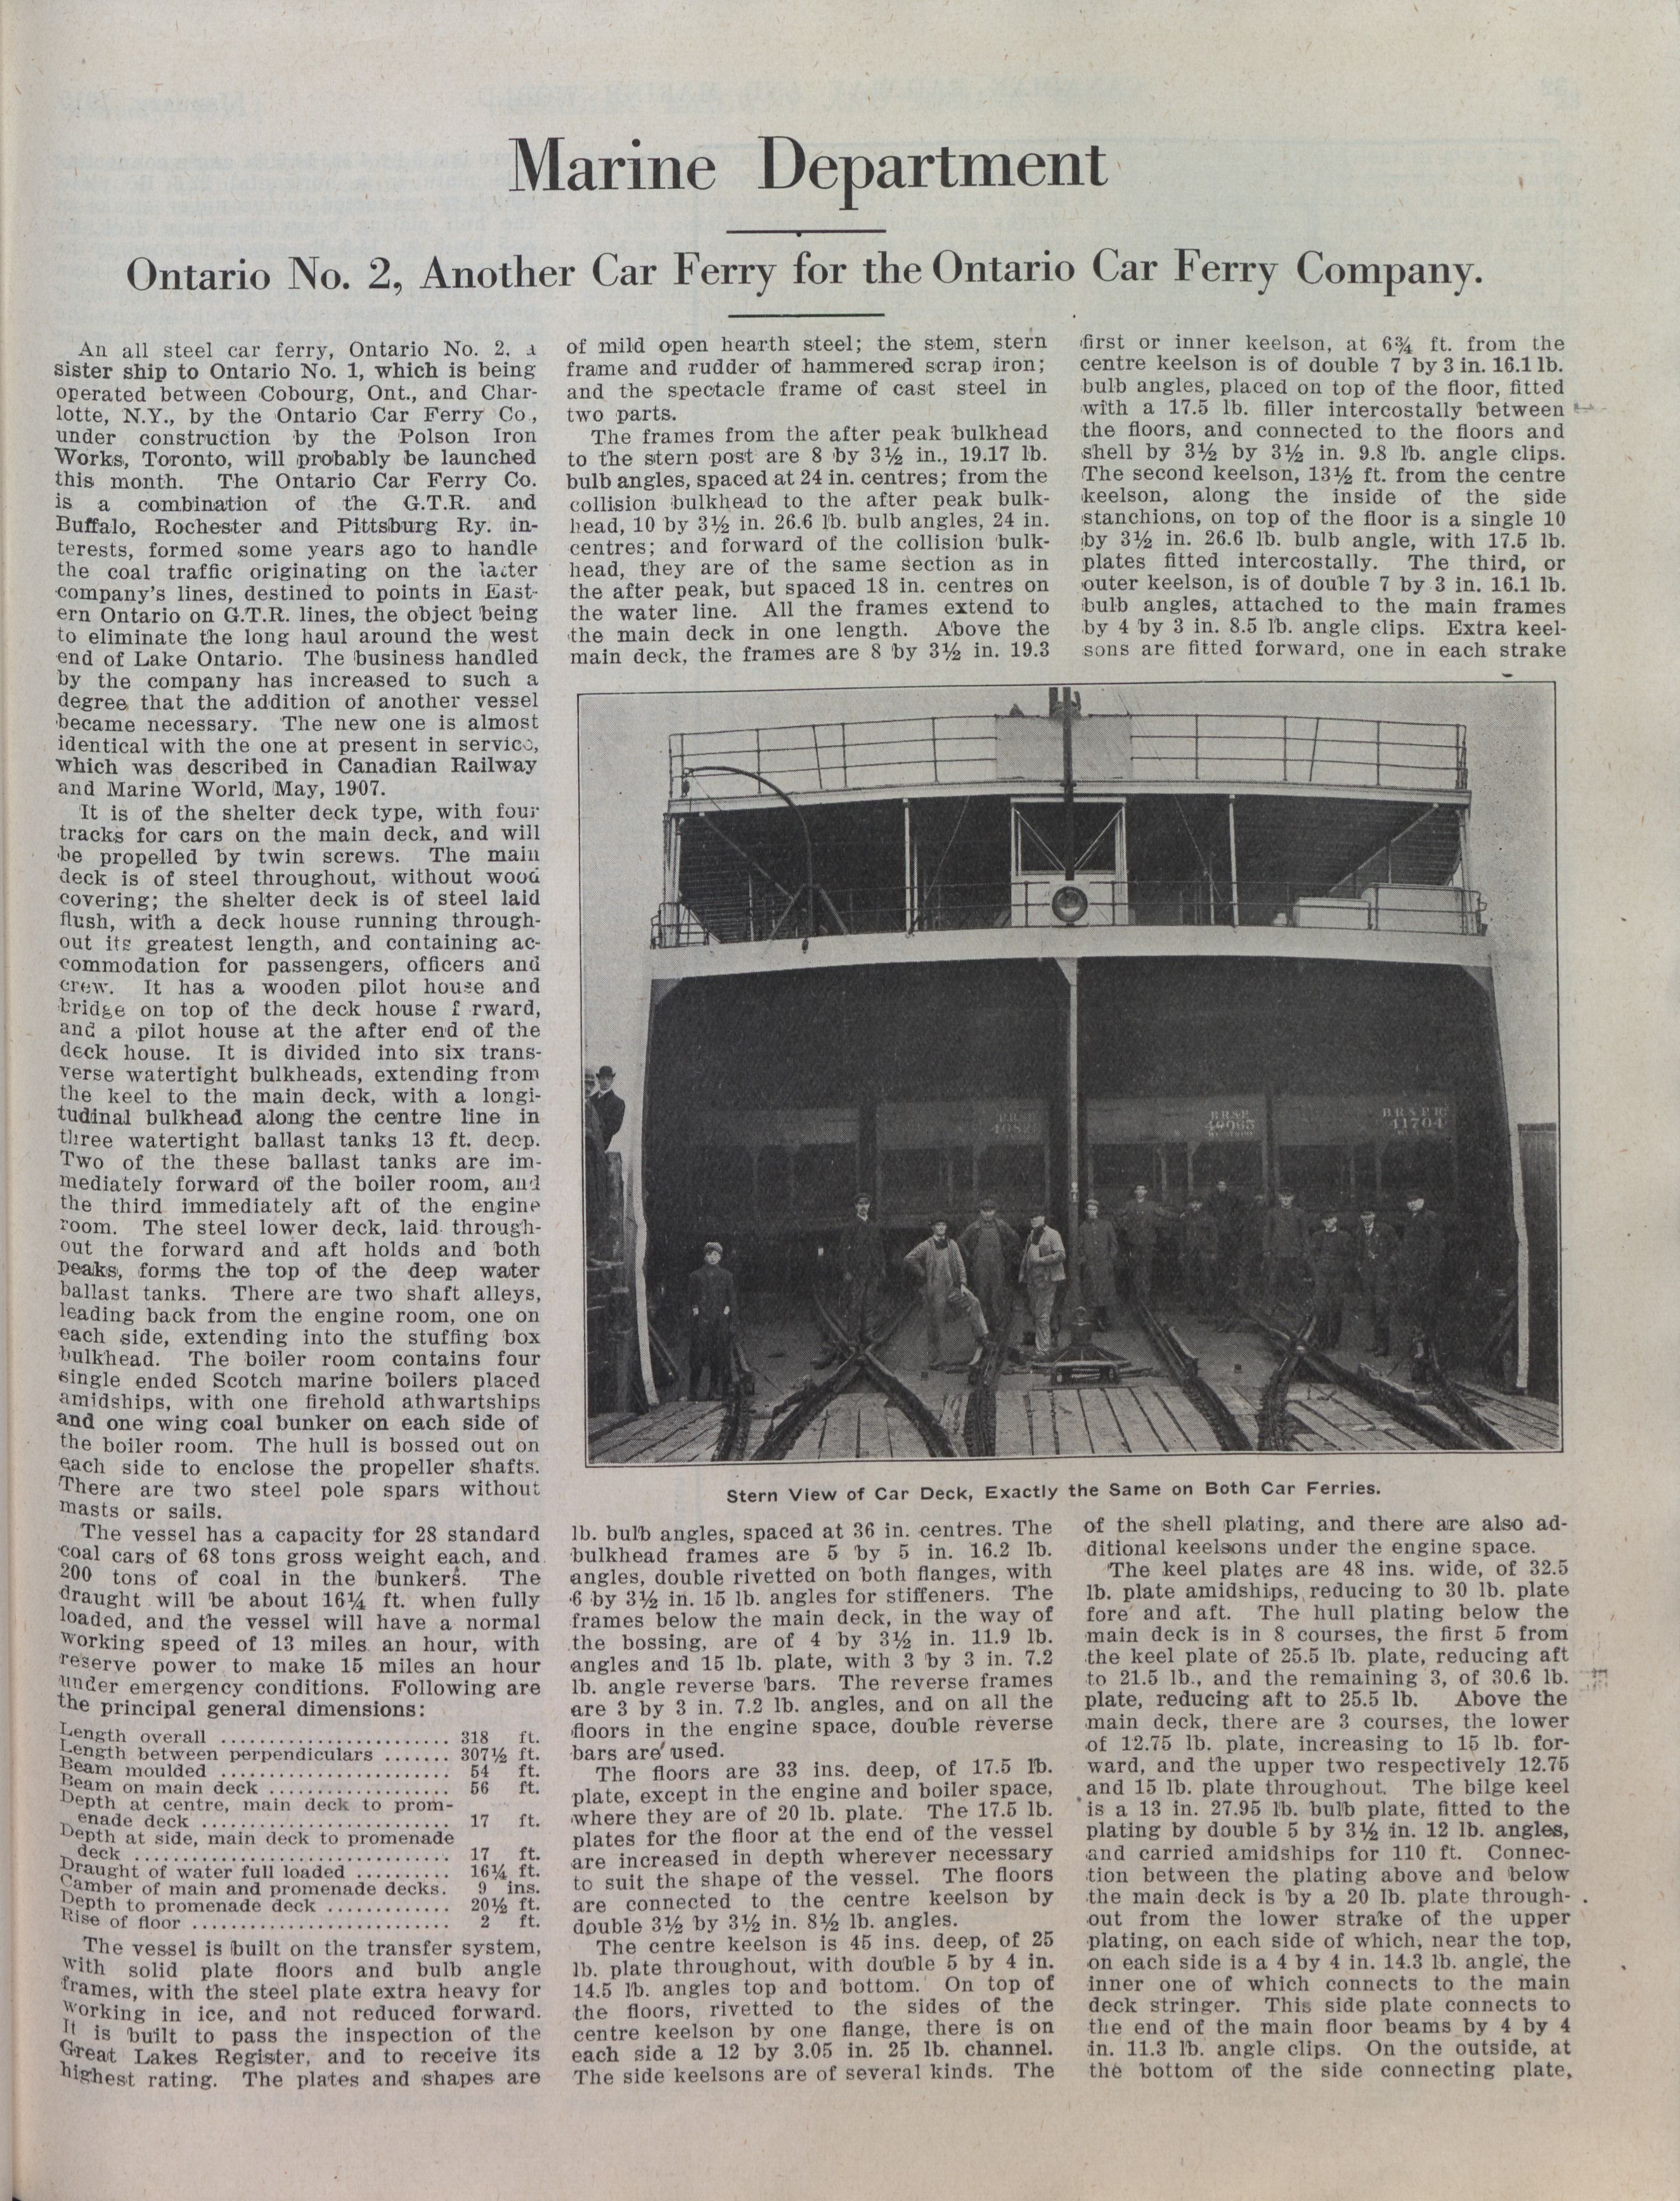 Marine Department
Ontario No. 2, Another Car Ferry for the Ontario Car Ferry Company.
An all steel car ferry, Ontario No. 2, a
sister ship to Ontario No. 1, which is being
operated between Cobourg, Ont., and Char-
lotte, N.Y., by the Ontario Car Ferry Co.,
under construction by the Polson Iron
Works, Toronto, will probably be launched
this month. The Ontario Car Ferry Co.
is a combination of the G.T.R. and
Buffalo, Rochester and Pittsburg Ry. in-
terests, formed some years ago to handle
the coal traffic originating on the latter
company's lines, destined to points in East-
ern Ontario on G.T.R. lines, the object being
to eliminate the long haul around the west
end of Lake Ontario. The business handled
by the company has increased to such a
degree that the addition of another vessel
became necessary. The new one is almost
identical with the one at present in service,
which was described in Canadian Railway
and Marine World, May, 1907.
It is of the shelter deck type, with four
tracks for cars on the main deck, and will
be propelled by twin screws. The main
deck is of steel throughout, without wood
covering; the shelter deck is of steel laid
flush, with a deck house running through-
out its greatest length, and containing ac-
commodation for passengers, officers and
crew. It has a wooden pilot house and
bridge on top of the deck house f rward,
and a pilot house at the after end of the
deck house. It is divided into six trans-
verse watertight bulkheads, extending from
the keel to the main deck, with a longi-
tudinal bulkhead along the centre line in
three watertight ballast tanks 13 ft. deep.
Two of the these ballast tanks are im-
mediately forward of the boiler room, and
the third immediately aft of the engine
room. The steel lower deck, laid through-
out the forward and aft holds and both
peaks, forms the top of the deep water
ballast tanks. There are two shaft alleys,
leading back from the engine room, one on
each side, extending into the stuffing box
bulkhead. The boiler room contains four
single ended Scotch marine boilers placed
amidships, with one firehold athwartships
and one wing coal bunker on each side of
the boiler room. The hull is bossed out on
each side to enclose the propeller shafts.
There are two steel pole spars without
masts or sails.
The vessel has a capacity for 28 standard
coal cars of 68 tons gross weight each, and
200 tons of coal in the bunkers. The
draught will be about 16¼ ft. when fully
loaded, and the vessel will have a normal
working speed of 13 miles an hour, with
reserve power to make 15 miles an hour
under emergency conditions. Following are
the principal general dimensions:
Length overall ........................ 318 ft.
Length between perpendiculars ....... 307½ ft.
Beam moulded ........................ 54 ft.
Beam on main deck ................... 56 ft.
Depth at centre, main deck to prom-
enade deck .......................... 17 ft.
Depth at side, main deck to promenade
deck ................................. 17 ft.
Draught of water full loaded .......... 16¼ ft.
Camber of main and promenade decks. 9 ins.
Depth to promenade deck ............. 20½ ft.
Rise of floor ........................... 2 ft.
The vessel is built on the transfer system,
with solid plate floors and bulb angle
frames, with the steel plate extra heavy for
working in ice, and not reduced forward.
It is built to pass the inspection of the
Great Lakes Register, and to receive its
highest rating. The plates and shapes are
of mild open hearth steel; the stem, stern
frame and rudder of hammered scrap iron;
and the spectacle frame of cast steel in
two parts.
The frames from the after peak bulkhead
to the stern post are 8 by 3½ in., 19.17 lb.
bulb angles, spaced at 24 in. centres; from the
collision bulkhead to the after peak bulk-
head, 10 by 3½ in. 26.6 lb. bulb angles, 24 in.
centres; and forward of the collision bulk-
head, they are of the same section as in
the after peak, but spaced 18 in. centres on
the water line. All the frames extend to
the main deck in one length. Above the
main deck, the frames are 8 by 3½ in. 19.3
first or inner keelson, at 6¾ ft. from the
centre keelson is of double 7 by 3 in. 16.1 lb.
bulb angles, placed on top of the floor, fitted
with a 17.5 lb. filler intercostally between
the floors, and connected to the floors and
shell by 3½ by 3½ in. 9.8 lb. angle clips.
The second keelson, 13½ ft. from the centre
keelson, along the inside of the side
stanchions, on top of the floor is a single 10
by 3½ in. 26.6 lb. bulb angle, with 17.5 lb.
plates fitted intercostally. The third, or
outer keelson, is of double 7 by 3 in. 16.1 lb.
bulb angles, attached to the main frames
by 4 by 3 in. 8.5 lb. angle clips. Extra keel-
sons are fitted forward, one in each strake
BR&P
40965
BR&PR
41704
Stern View of Car Deck, Exactly the Same on Both Car Ferries.
lb. bulb angles, spaced at 36 in. centres. The
bulkhead frames are 5 by 5 in. 16.2 lb.
angles, double rivetted on both flanges, with
6 by 3½ in. 15 lb. angles for stiffeners. The
frames below the main deck, in the way of
the bossing, are of 4 by 3½ in. 11.9 lb.
angles and 15 lb. plate, with 3 by 3 in. 7.2
lb. angle reverse bars. The reverse frames
are 3 by 3 in. 7.2 lb. angles, and on all the
floors in the engine space, double reverse
bars are used.
The floors are 33 ins. deep, of 17.5 lb.
plate, except in the engine and boiler space,
where they are of 20 lb. plate. The 17.5 lb.
plates for the floor at the end of the vessel
are increased in depth wherever necessary
to suit the shape of the vessel. The floors
are connected to the centre keelson by
double 3½ by 3½ in. 8½ lb. angles.
The centre keelson is 45 ins. deep, of 25
lb. plate throughout, with double 5 by 4 in.
14.5 lb. angles top and bottom. On top of
the floors, rivetted to the sides of the
centre keelson by one flange, there is on
each side a 12 by 3.05 in. 25 lb. channel.
The side keelsons are of several kinds. The
of the shell plating, and there are also ad-
ditional keelsons under the engine space.
The keel plates are 48 ins. wide, of 32.5
lb. plate amidships, reducing to 30 lb. plate
fore and aft. The hull plating below the
main deck is in 8 courses, the first 5 from
the keel plate of 25.5 lb. plate, reducing aft
to 21.5 lb., and the remaining 3, of 30.6 lb.
plate, reducing aft to 25.5 lb. Above the
main deck, there are 3 courses, the lower
of 12.75 lb. plate, increasing to 15 lb. for-
ward, and the upper two respectively 12.75
and 15 lb. plate throughout. The bilge keel
is a 13 in. 27.95 lb. bulb plate, fitted to the
plating by double 5 by 3½ in. 12 lb. angles,
and carried amidships for 110 ft. Connec-
tion between the plating above and below
the main deck is by a 20 lb. plate through-
out from the lower strake of the upper
plating, on each side of which, near the top,
on each side is a 4 by 4 in. 14.3 lb. angle, the
inner one of which connects to the main
deck stringer. This side plate connects to
the end of the main floor beams by 4 by 4
in. 11.3 lb. angle clips. On the outside, at
the bottom of the side connecting plate,